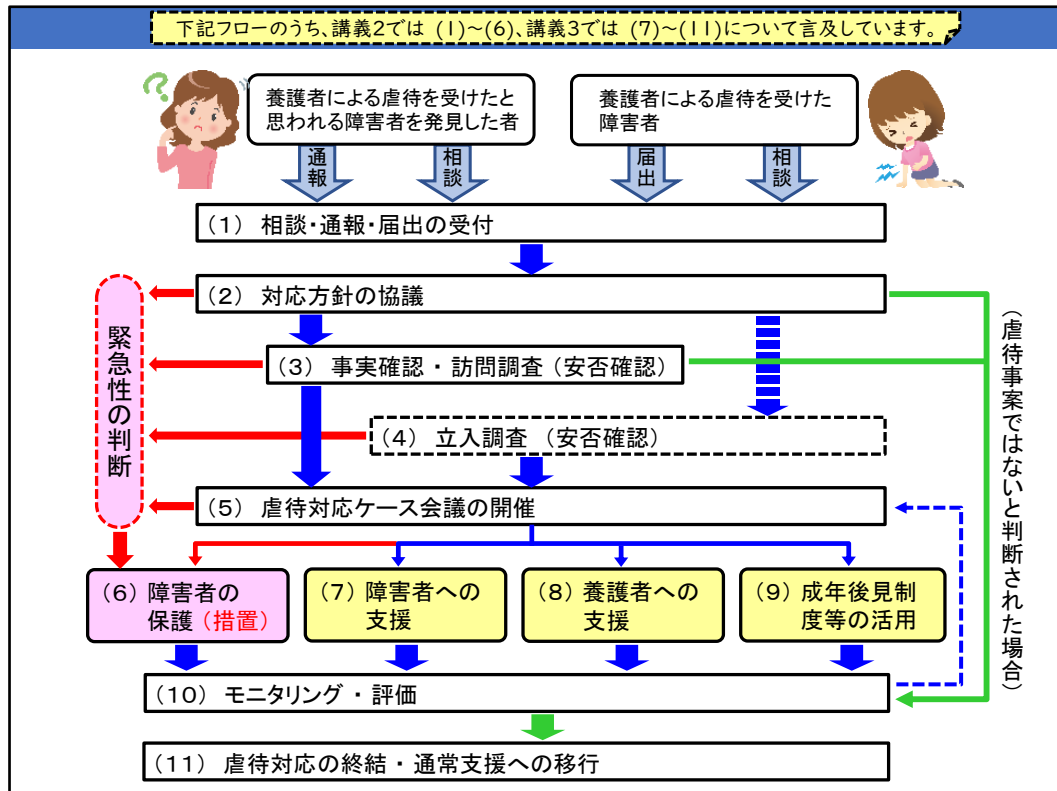 下記フローのうち、講義2では (1)~(6)、講義3では (7)~(11)について言及しています。
養護者による虐待を受けたと
思われる障害者を発見した者
養護者による虐待を受けた
障害者
通報
相談
届出
相談
(1) 相談・通報・届出の受付
(2) 対応方針の協議
(3) 事実確認・訪問調査(安否確認)
(4) 立入調査 (安否確認)
(5) 虐待対応ケース会議の開催
緊急性の判断
(虐待事案ではないと判断された場合)
(6) 障害者の
保護(措置)
(7) 障害者への
支援
(8) 養護者への
支援
(9) 成年後見制
度等の活用
(10) モニタリング・評価
(11) 虐待対応の終結・通常支援への移行